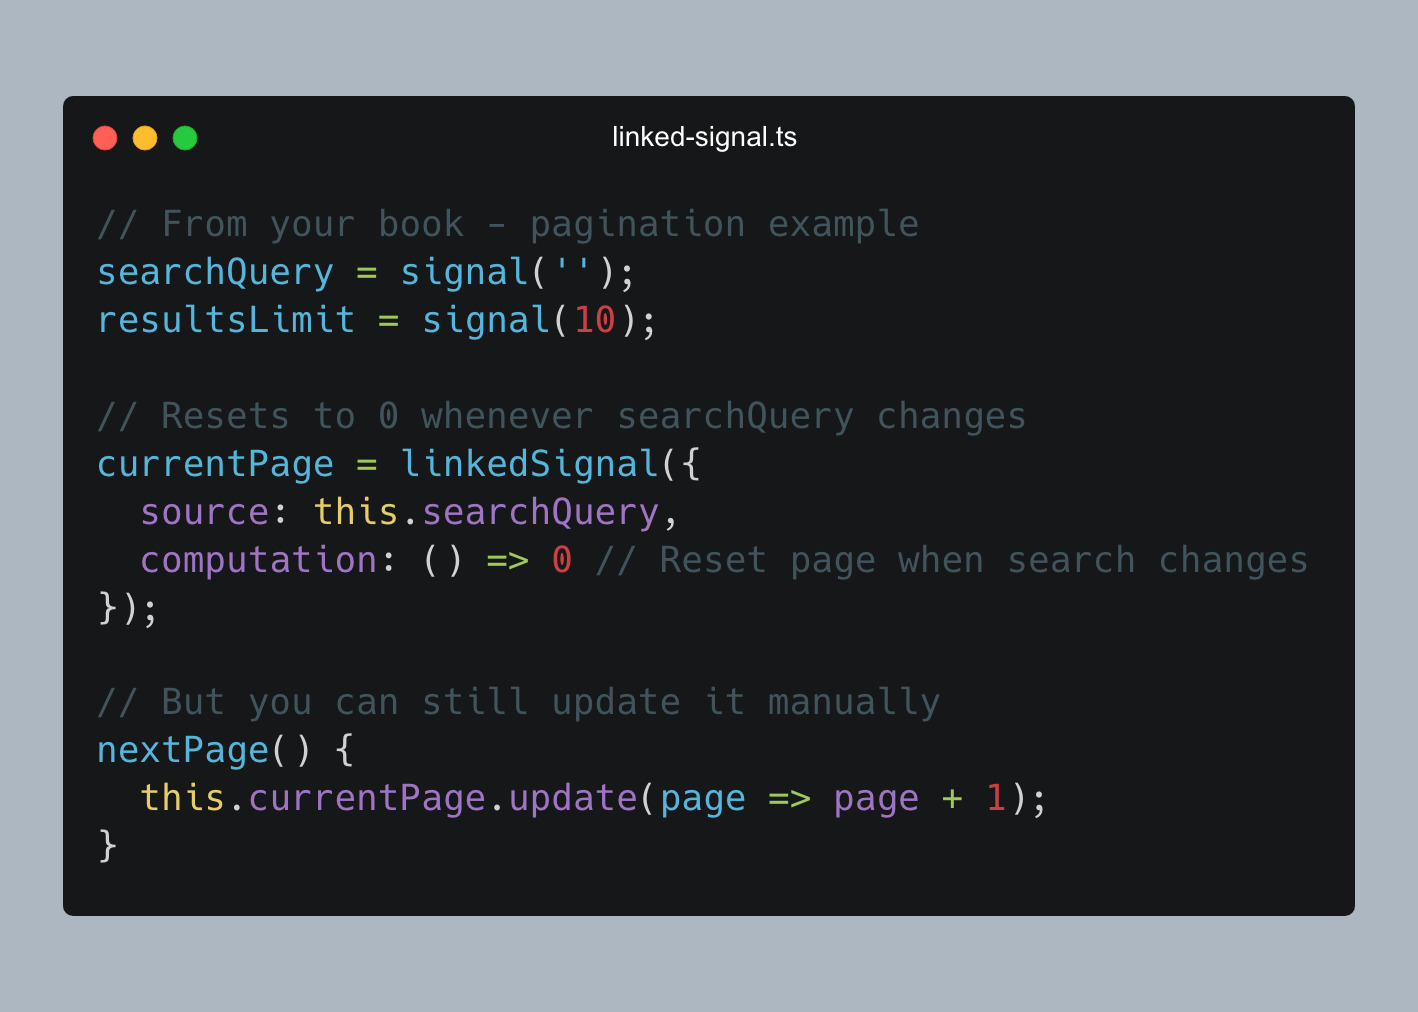 linked-signal.ts
// From your book - pagination example
searchQuery = signal('');
resultsLimit = signal(10);
// Resets to 0 whenever searchQuery changes
currentPage = linkedSignal({
  source: this.searchQuery,
  computation: () => 0 // Reset page when search changes
});
// But you can still update it manually
nextPage() {
  this.currentPage.update(page => page + 1);
}